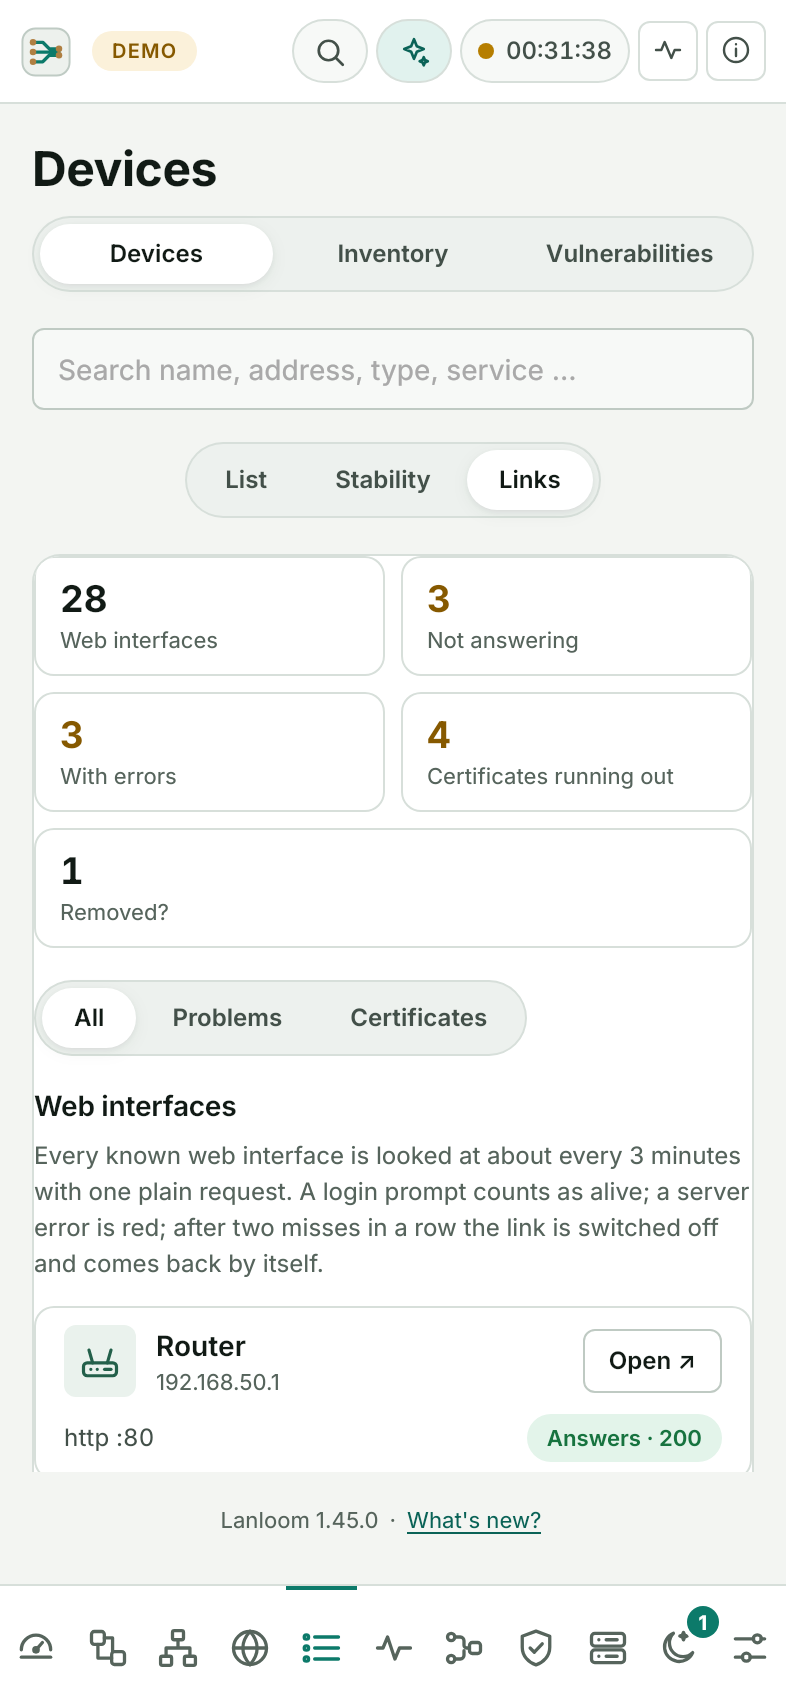 DEMO
00:31:38
Devices
Devices
Inventory
Vulnerabilities
Search name, address, type, service ...
List
Stability
Links
28
Web interfaces
3
Not answering
3
With errors
4
Certificates running out
1
Removed?
All
Problems
Certificates
Web interfaces
Every known web interface is looked at about every 3 minutes
with one plain request. A login prompt counts as alive; a server
error is red; after two misses in a row the link is switched off
and comes back by itself.
Router
192.168.50.1
Open ↗
http :80
Answers · 200
Lanloom 1.45.0 · What's new?
1